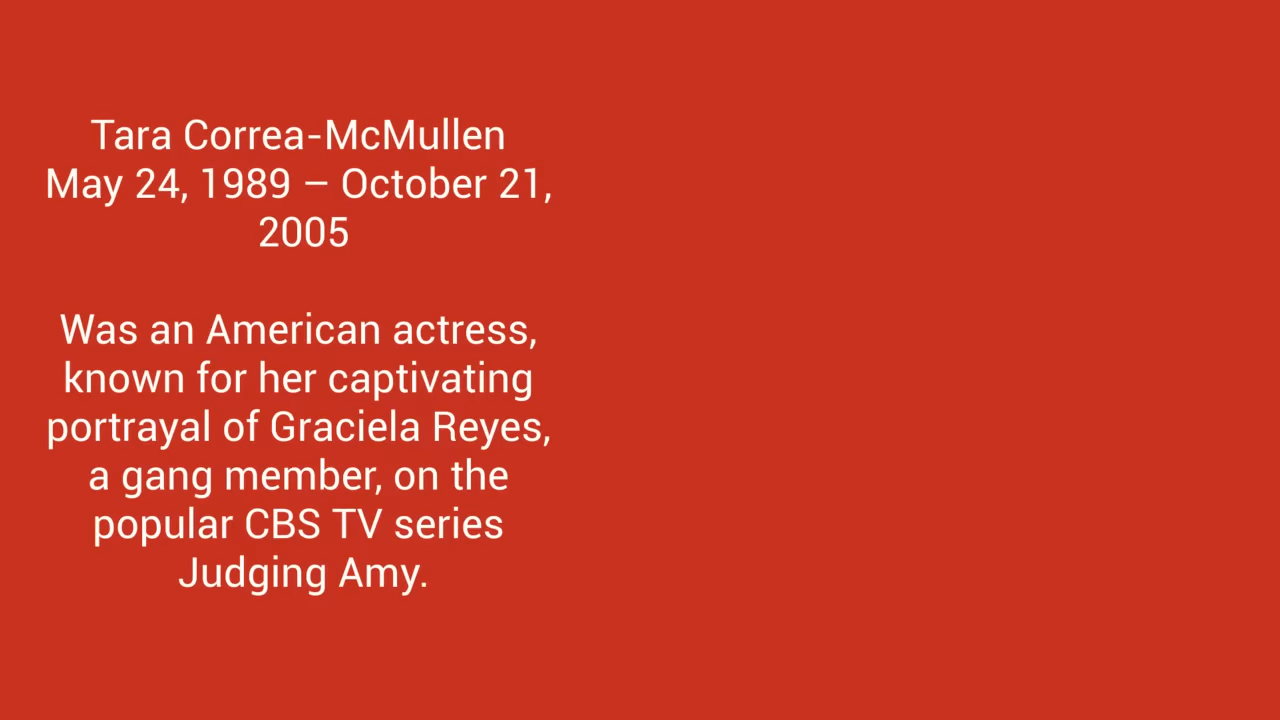 Tara Correa-McMullen
May 24, 1989 – October 21,
2005
Was an American actress,
known for her captivating
portrayal of Graciela Reyes,
a gang member, on the
popular CBS TV series
Judging Amy.